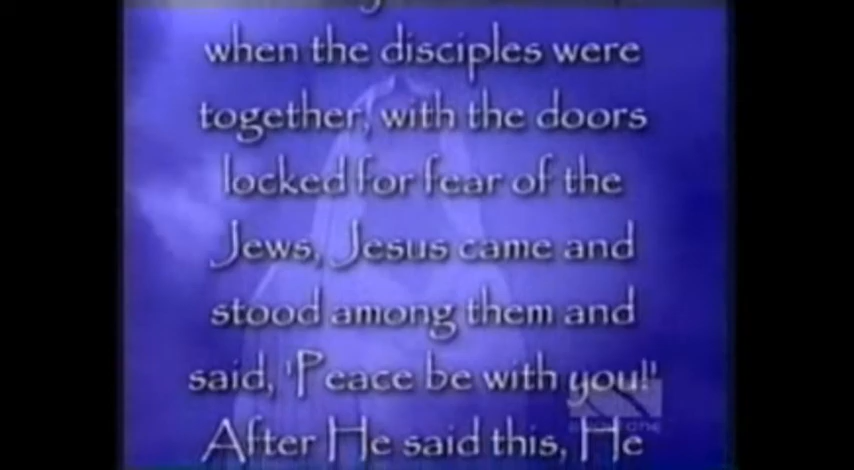 when the disciples were
together, with the doors
locked for fear of the
Jews, Jesus came and
stood among them and
said, 'Peace be with you!'
After He said this, He